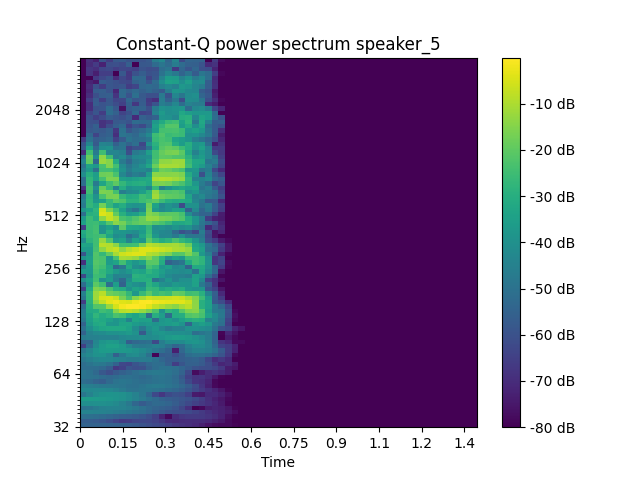 Constant-Q power spectrum speaker_5
Hz
2048
1024
512
256
128
64
32
0 0.15 0.3 0.45 0.6 0.75 0.9 1.1 1.2 1.4
Time
-10 dB
-20 dB
-30 dB
-40 dB
-50 dB
-60 dB
-70 dB
-80 dB